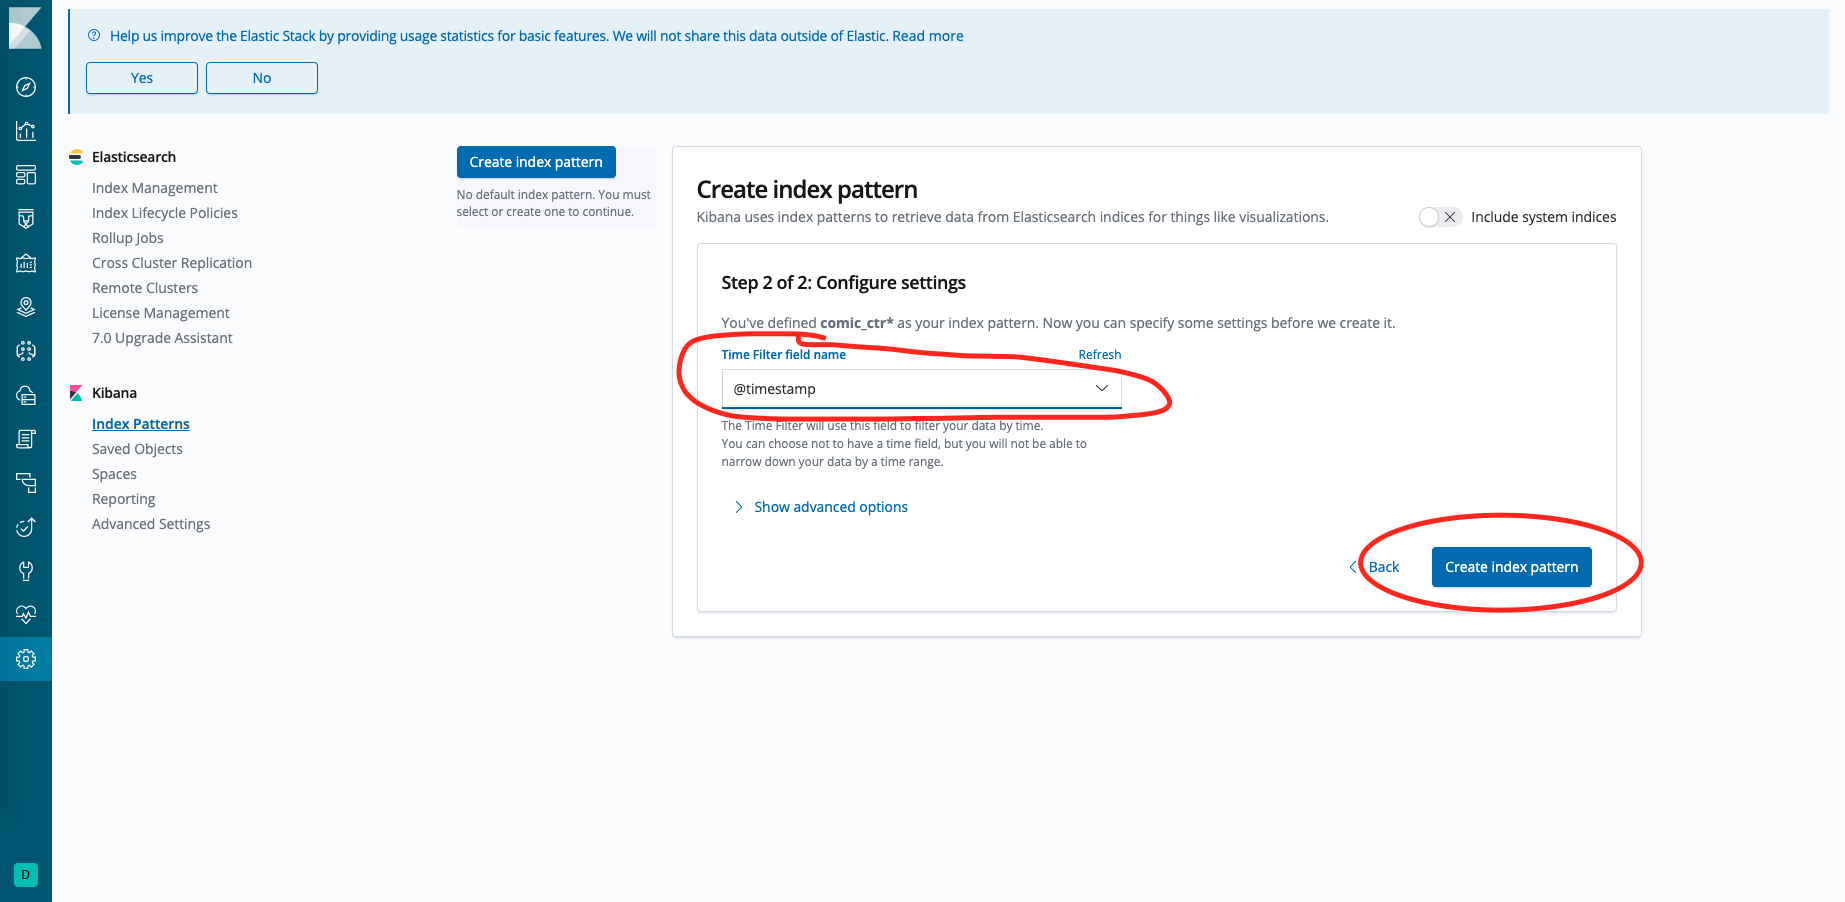 Help us improve the Elastic Stack by providing usage statistics for basic features. We will not share this data outside of Elastic. Read more
Yes
No
Elasticsearch
Index Management
Index Lifecycle Policies
Rollup Jobs
Cross Cluster Replication
Remote Clusters
License Management
7.0 Upgrade Assistant
Kibana
Index Patterns
Saved Objects
Spaces
Reporting
Advanced Settings
Create index pattern
No default index pattern. You must
select or create one to continue.
Create index pattern
Kibana uses index patterns to retrieve data from Elasticsearch indices for things like visualizations.
Include system indices
Step 2 of 2: Configure settings
You've defined comic_ctr* as your index pattern. Now you can specify some settings before we create it.
Time Filter field name
Refresh
@timestamp
The Time Filter will use this field to filter your data by time.
You can choose not to have a time field, but you will not be able to
narrow down your data by a time range.
Show advanced options
Back
Create index pattern
D